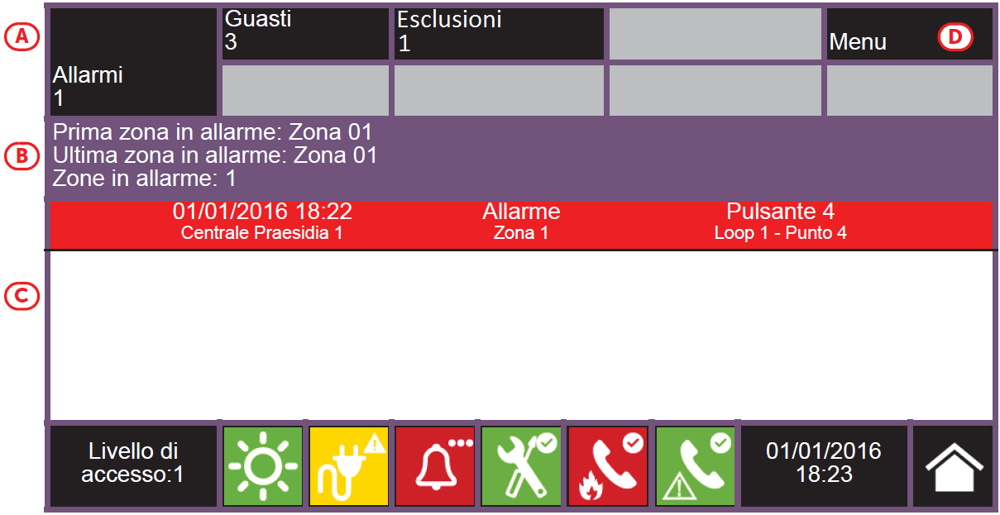 A
Allarmi
1
Guasti
3
Esclusioni
1
Menu
D
B
Prima zona in allarme: Zona 01
Ultima zona in allarme: Zona 01
Zone in allarme: 1
01/01/2016 18:22
Centrale Praesidia 1
Allarme
Zona 1
Pulsante 4
Loop 1 - Punto 4
C
Livello di
accesso:1
01/01/2016
18:23